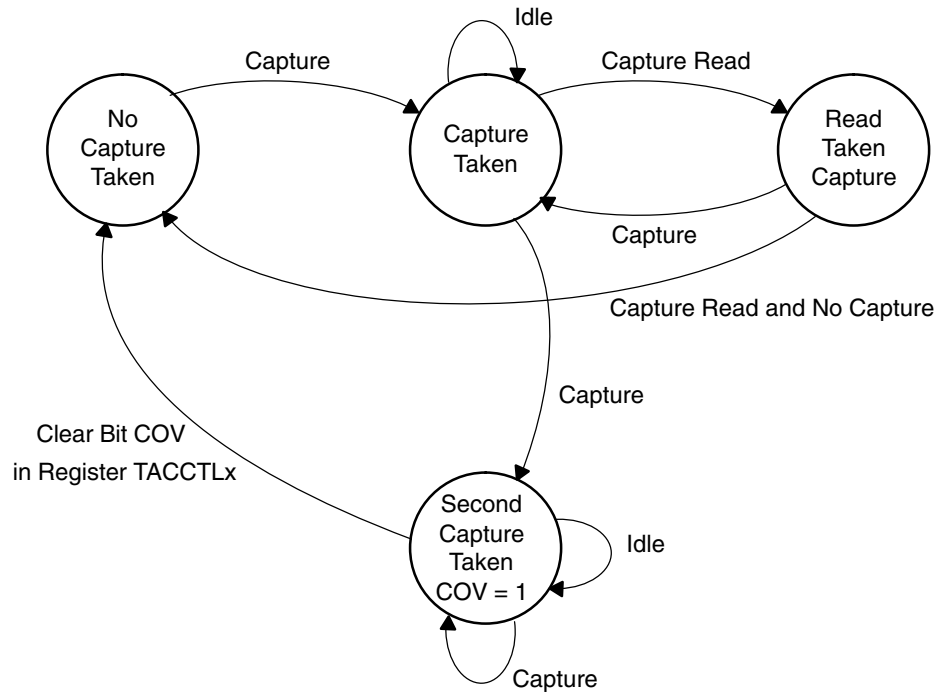 Idle
Capture
Capture Read
No
Capture
Taken
Capture
Taken
Read
Taken
Capture
Capture
Capture Read and No Capture
Capture
Clear Bit COV
in Register TACCTLx
Second
Capture
Taken
COV = 1
Idle
Capture